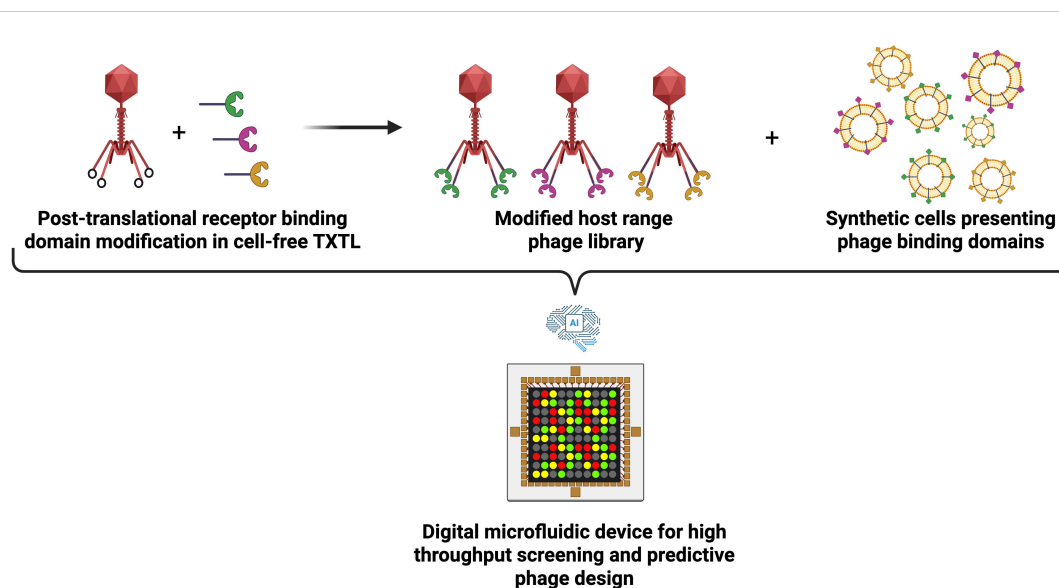 +
+
Post-translational receptor binding
domain modification in cell-free TXTL
Modified host range
phage library
Synthetic cells presenting
phage binding domains
AI
Digital microfluidic device for high
throughput screening and predictive
phage design